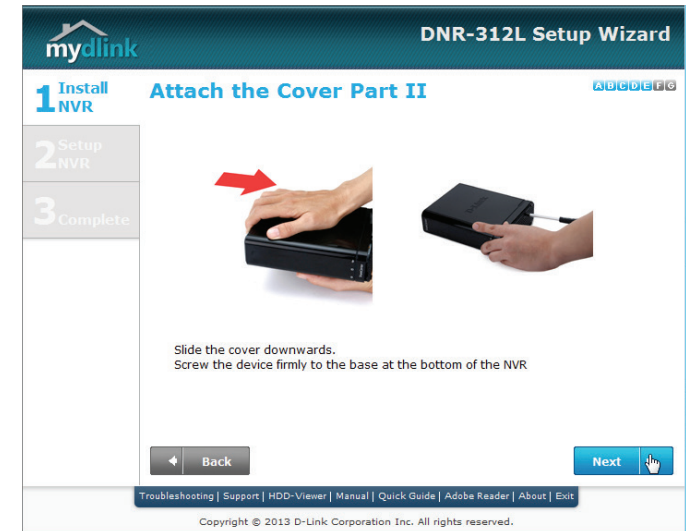 mydlink
DNR-312L Setup Wizard
1 Install NVR
Attach the Cover Part II
A B C D E F G
2 Setup NVR
3 Complete
D-Link
Slide the cover downwards.
Screw the device firmly to the base at the bottom of the NVR
Back
Next
Troubleshooting | Support | HDD-Viewer | Manual | Quick Guide | Adobe Reader | About | Exit
Copyright © 2013 D-Link Corporation Inc. All rights reserved.